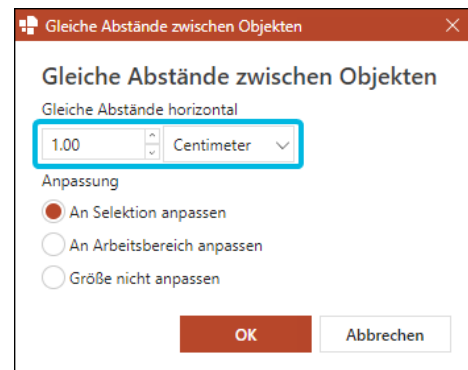 Gleiche Abstände zwischen Objekten
Gleiche Abstände zwischen Objekten
Gleiche Abstände horizontal
1.00 Centimeter
Anpassung
An Selektion anpassen
An Arbeitsbereich anpassen
Größe nicht anpassen
OK Abbrechen